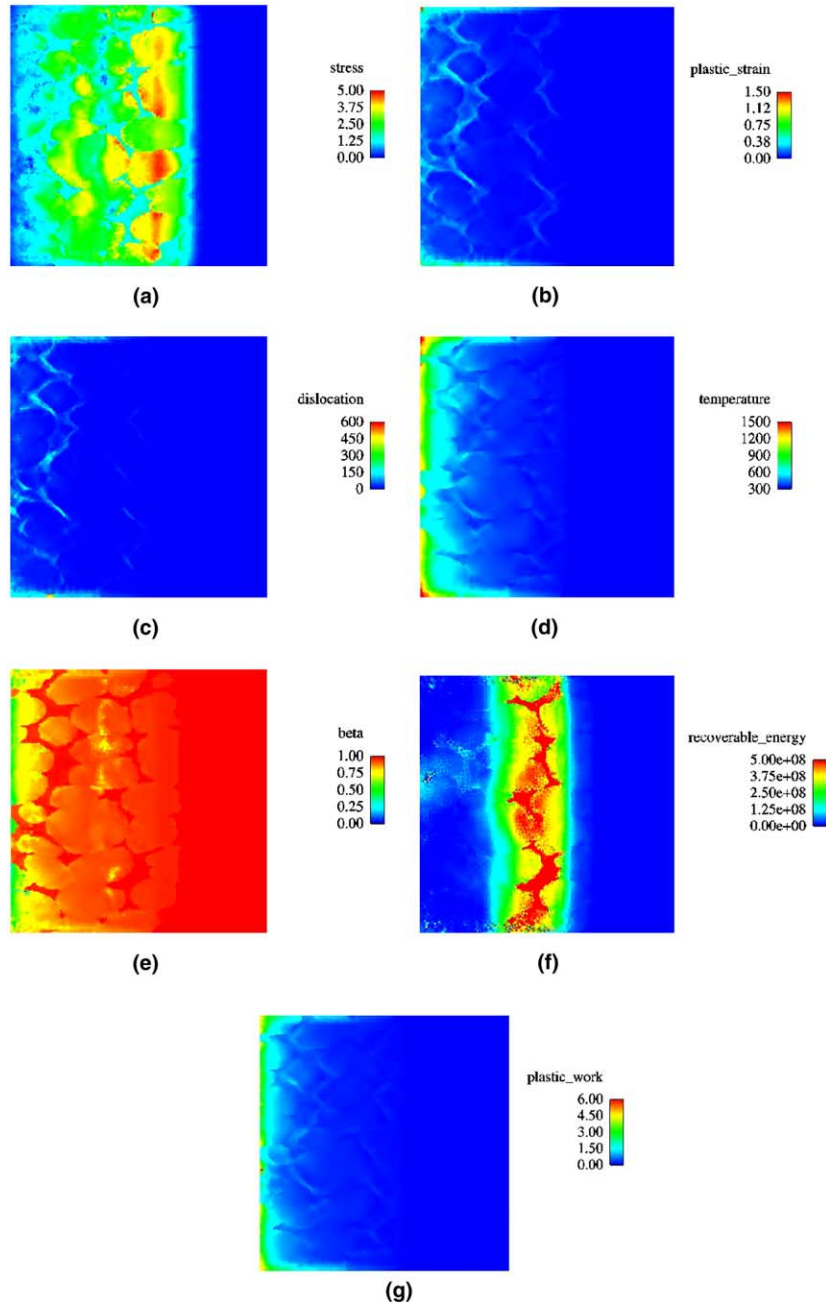 stress
5.00
3.75
2.50
1.25
0.00
(a)
plastic_strain
1.50
1.12
0.75
0.38
0.00
(b)
dislocation
600
450
300
150
0
(c)
temperature
1500
1200
900
600
300
(d)
beta
1.00
0.75
0.50
0.25
0.00
(e)
recoverable_energy
5.00e+08
3.75e+08
2.50e+08
1.25e+08
0.00e+00
(f)
plastic_work
6.00
4.50
3.00
1.50
0.00
(g)